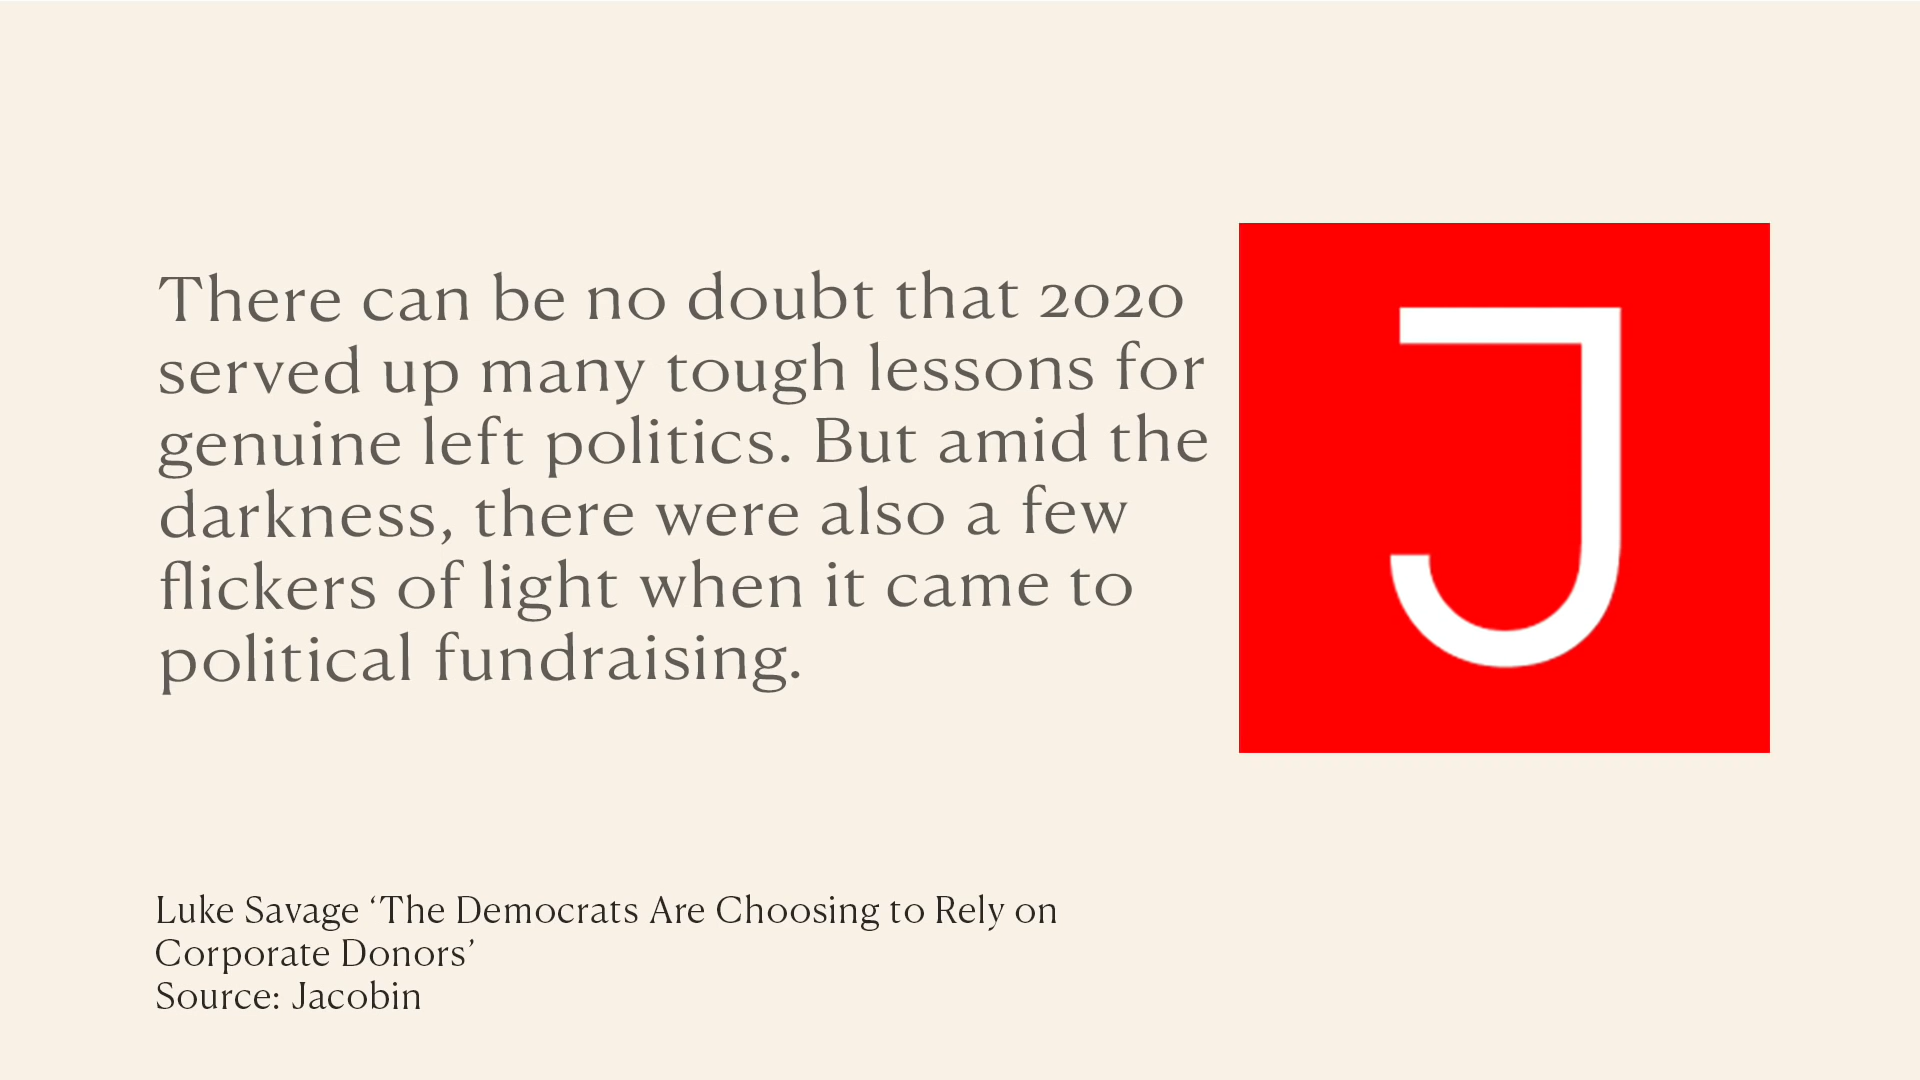 There can be no doubt that 2020
served up many tough lessons for
genuine left politics. But amid the
darkness, there were also a few
flickers of light when it came to
political fundraising.
J
Luke Savage ‘The Democrats Are Choosing to Rely on
Corporate Donors’
Source: Jacobin